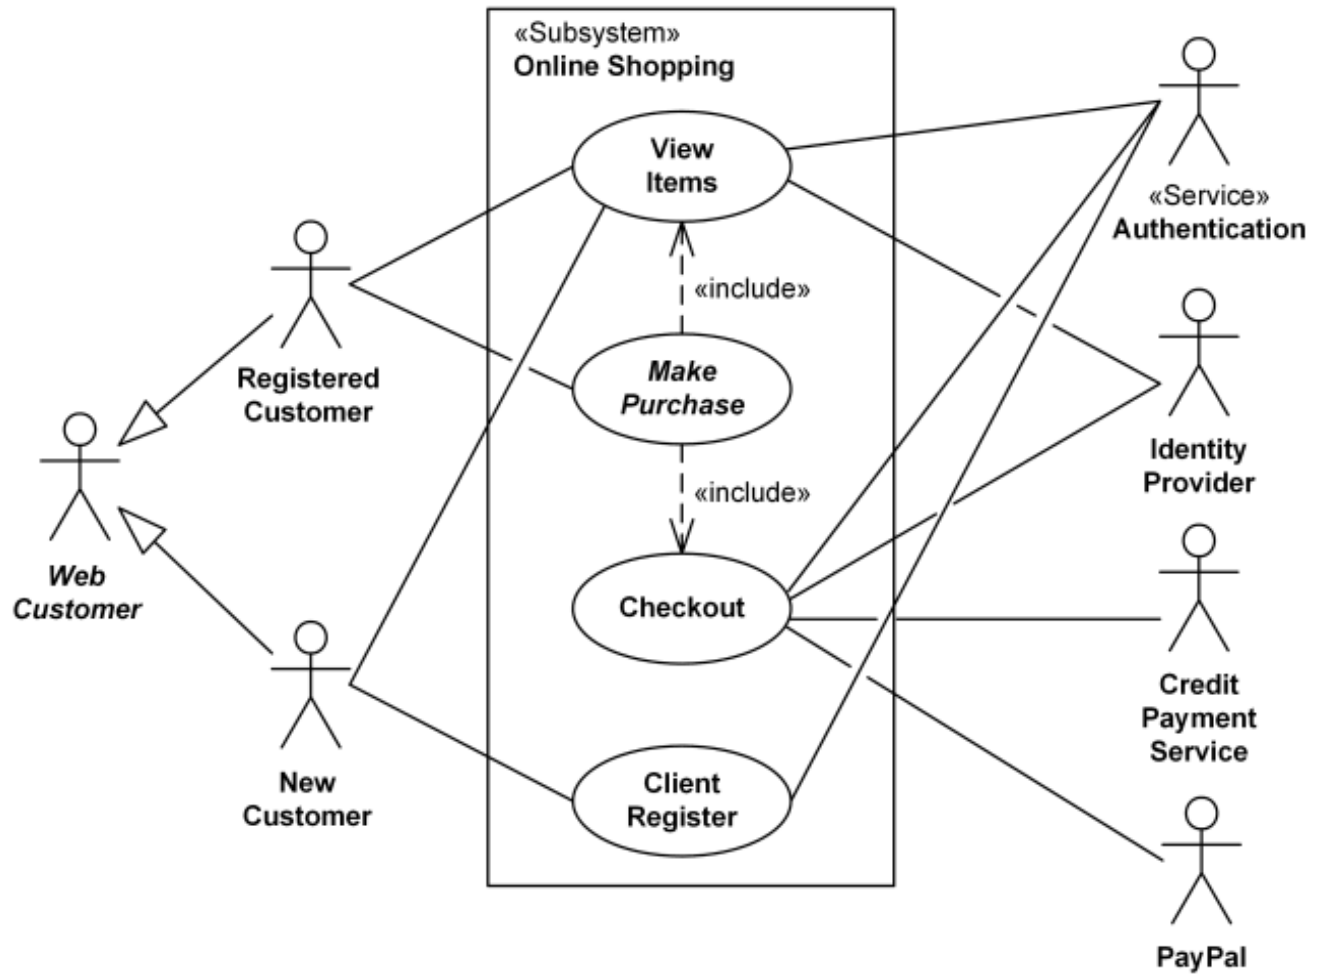 «Subsystem»
Online Shopping
View
Items
«Service»
Authentication
«include»
Registered
Customer
Make
Purchase
Identity
Provider
«include»
Web
Customer
Checkout
Credit
Payment
Service
New
Customer
Client
Register
PayPal